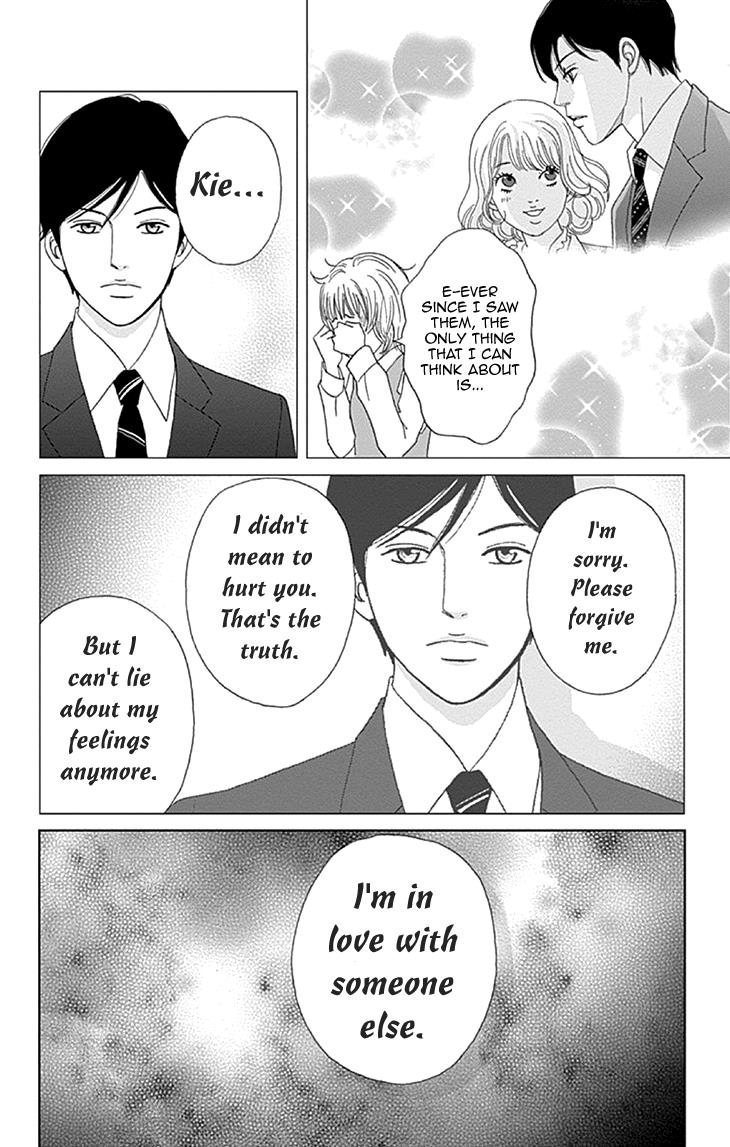 E-EVER
SINCE I SAW
THEM, THE
ONLY THING
THAT I CAN
THINK ABOUT
IS...
Kie...
I'm
sorry.
Please
forgive
me.
I didn't
mean to
hurt you.
That's the
truth.
But I
can't lie
about my
feelings
anymore.
I'm in
love with
someone
else.